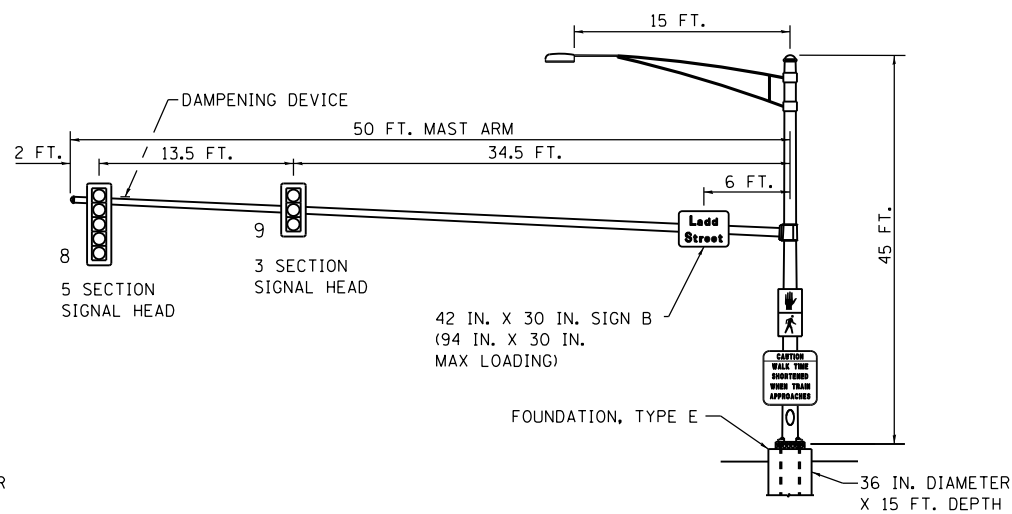 15 FT.
DAMPENING DEVICE
50 FT. MAST ARM
2 FT.
13.5 FT.
34.5 FT.
6 FT.
45 FT.
Ladd
Street
8
9
5 SECTION
SIGNAL HEAD
3 SECTION
SIGNAL HEAD
42 IN. X 30 IN. SIGN B
(94 IN. X 30 IN.
MAX LOADING)
CAUTION
WALK TIME
SHORTENED
WHEN TRAIN
APPROACHES
FOUNDATION, TYPE E
36 IN. DIAMETER
X 15 FT. DEPTH
R